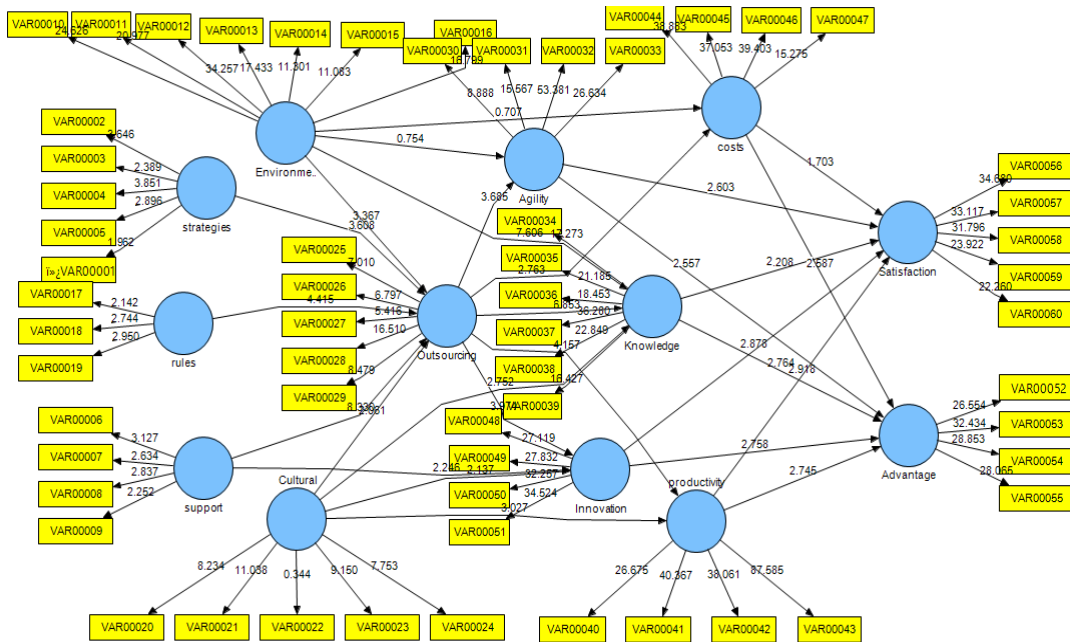 VAR00010
VAR00011
VAR00012
VAR00013
VAR00014
VAR00015
VAR00016
24.626
20.977
34.257
17.433
11.301
11.083
16.799
VAR00030
VAR00031
VAR00032
VAR00033
8.888
15.567
53.381
26.634
VAR00044
VAR00045
VAR00046
VAR00047
38.883
37.053
39.403
15.275
Environme..
0.707
0.754
costs
Agility
1.703
2.603
VAR00002
VAR00003
VAR00004
VAR00005
ï»¿VAR00001
3.646
2.389
3.851
2.896
1.962
strategies
3.367
3.608
3.685
7.606
VAR00056
VAR00057
VAR00058
VAR00059
VAR00060
34.680
33.117
31.796
23.922
22.260
Satisfaction
VAR00017
VAR00018
VAR00019
2.142
2.744
2.950
rules
4.415
VAR00025
VAR00026
VAR00027
VAR00028
VAR00029
7.010
6.797
5.416
16.510
8.479
Outsourcing
VAR00034
VAR00035
VAR00036
VAR00037
VAR00038
VAR00039
17.273
21.185
18.453
36.280
22.849
16.427
Knowledge
2.763
6.853
4.157
2.557
2.208
2.587
2.878
2.764
2.918
VAR00006
VAR00007
VAR00008
VAR00009
3.127
2.634
2.837
2.252
support
8.330
2.752
2.246
2.137
3.027
Cultural
VAR00020
VAR00021
VAR00022
VAR00023
VAR00024
8.234
11.038
0.344
9.150
7.753
VAR00048
VAR00049
VAR00050
VAR00051
27.119
27.832
32.267
34.524
Innovation
2.758
2.745
productivity
VAR00040
VAR00041
VAR00042
VAR00043
26.675
40.367
38.061
87.585
VAR00052
VAR00053
VAR00054
VAR00055
26.554
32.434
28.853
28.065
Advantage